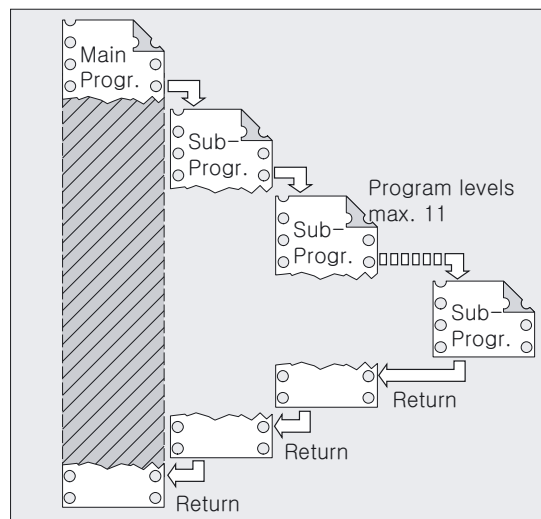 Main
Progr.
Sub-
Progr.
Program levels
max. 11
Sub-
Progr.
Sub-
Progr.
Return
Return
Return